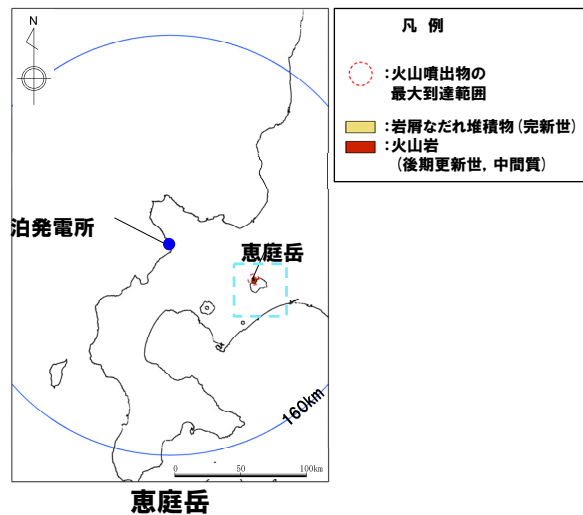 N
凡 例
:火山噴出物の
最大到達範囲
:岩屑なだれ堆積物(完新世)
:火山岩
(後期更新世, 中間質)
泊発電所
恵庭岳
160km
0 50 100km
恵庭岳